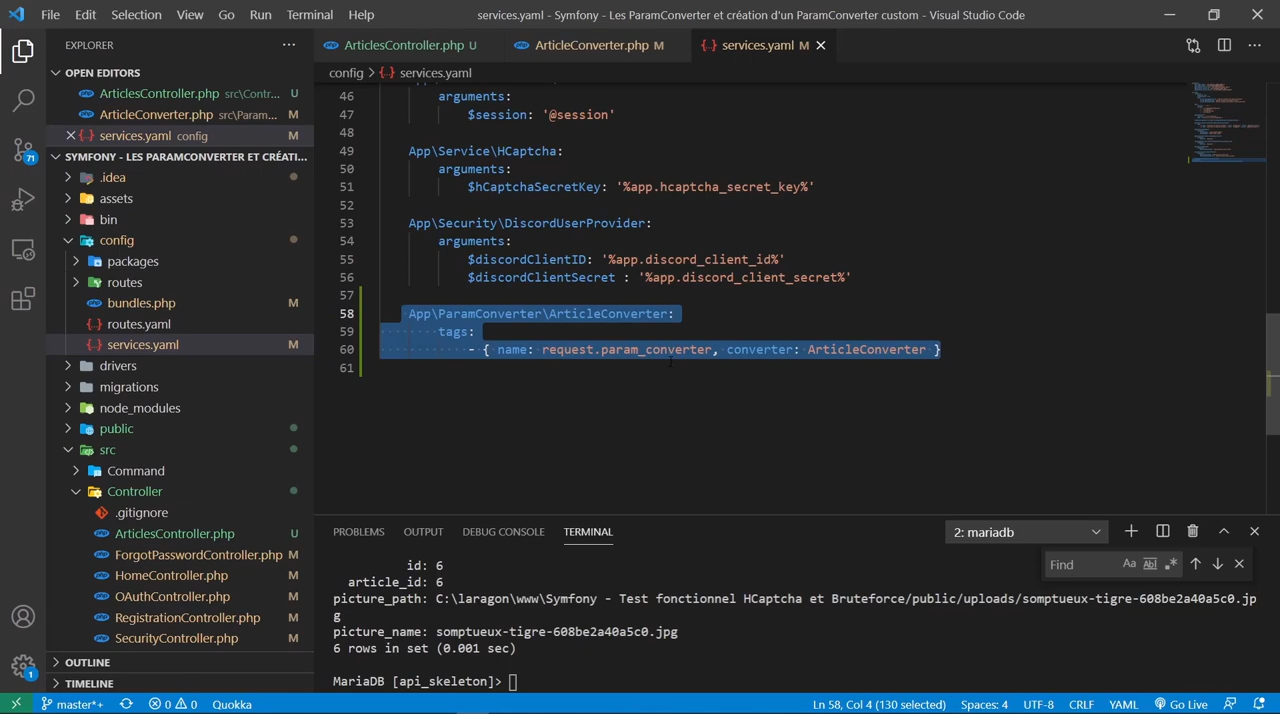 File Edit Selection View Go Run Terminal Help
services.yaml - Symfony - Les ParamConverter et création d'un ParamConverter custom - Visual Studio Code
EXPLORER
ArticlesController.php U
ArticleConverter.php M
services.yaml M
config > services.yaml
OPEN EDITORS
ArticlesController.php src\Contr... U
ArticleConverter.php src\Param... M
services.yaml config M
SYMFONY - LES PARAMCONVERTER ET CRÉATI...
.idea
assets
bin
config
packages
routes
bundles.php M
routes.yaml
services.yaml M
drivers
migrations
node_modules
public
src
Command
Controller
.gitignore
ArticlesController.php U
ForgotPasswordController.php M
HomeController.php M
OAuthController.php M
RegistrationController.php M
SecurityController.php M
OUTLINE
TIMELINE
71
1
46 arguments:
47 $session: '@session'
48
49 App\Service\HCaptcha:
50 arguments:
51 $hCaptchaSecretKey: '%app.hcaptcha_secret_key%'
52
53 App\Security\DiscordUserProvider:
54 arguments:
55 $discordClientID: '%app.discord_client_id%'
56 $discordClientSecret : '%app.discord_client_secret%'
57
58 App\ParamConverter\ArticleConverter:
59 tags:
60 - { name: request.param_converter, converter: ArticleConverter }
61
PROBLEMS OUTPUT DEBUG CONSOLE TERMINAL
2: mariadb
Find
Aa Abl .*
id: 6
article_id: 6
picture_path: C:\laragon\www\Symfony - Test fonctionnel HCaptcha et Bruteforce/public/uploads/somptueux-tigre-608be2a40a5c0.jp
g
picture_name: somptueux-tigre-608be2a40a5c0.jpg
6 rows in set (0.001 sec)
MariaDB [api_skeleton]>
master*+ 0 0 Quokka
Ln 58, Col 4 (130 selected) Spaces: 4 UTF-8 CRLF YAML Go Live